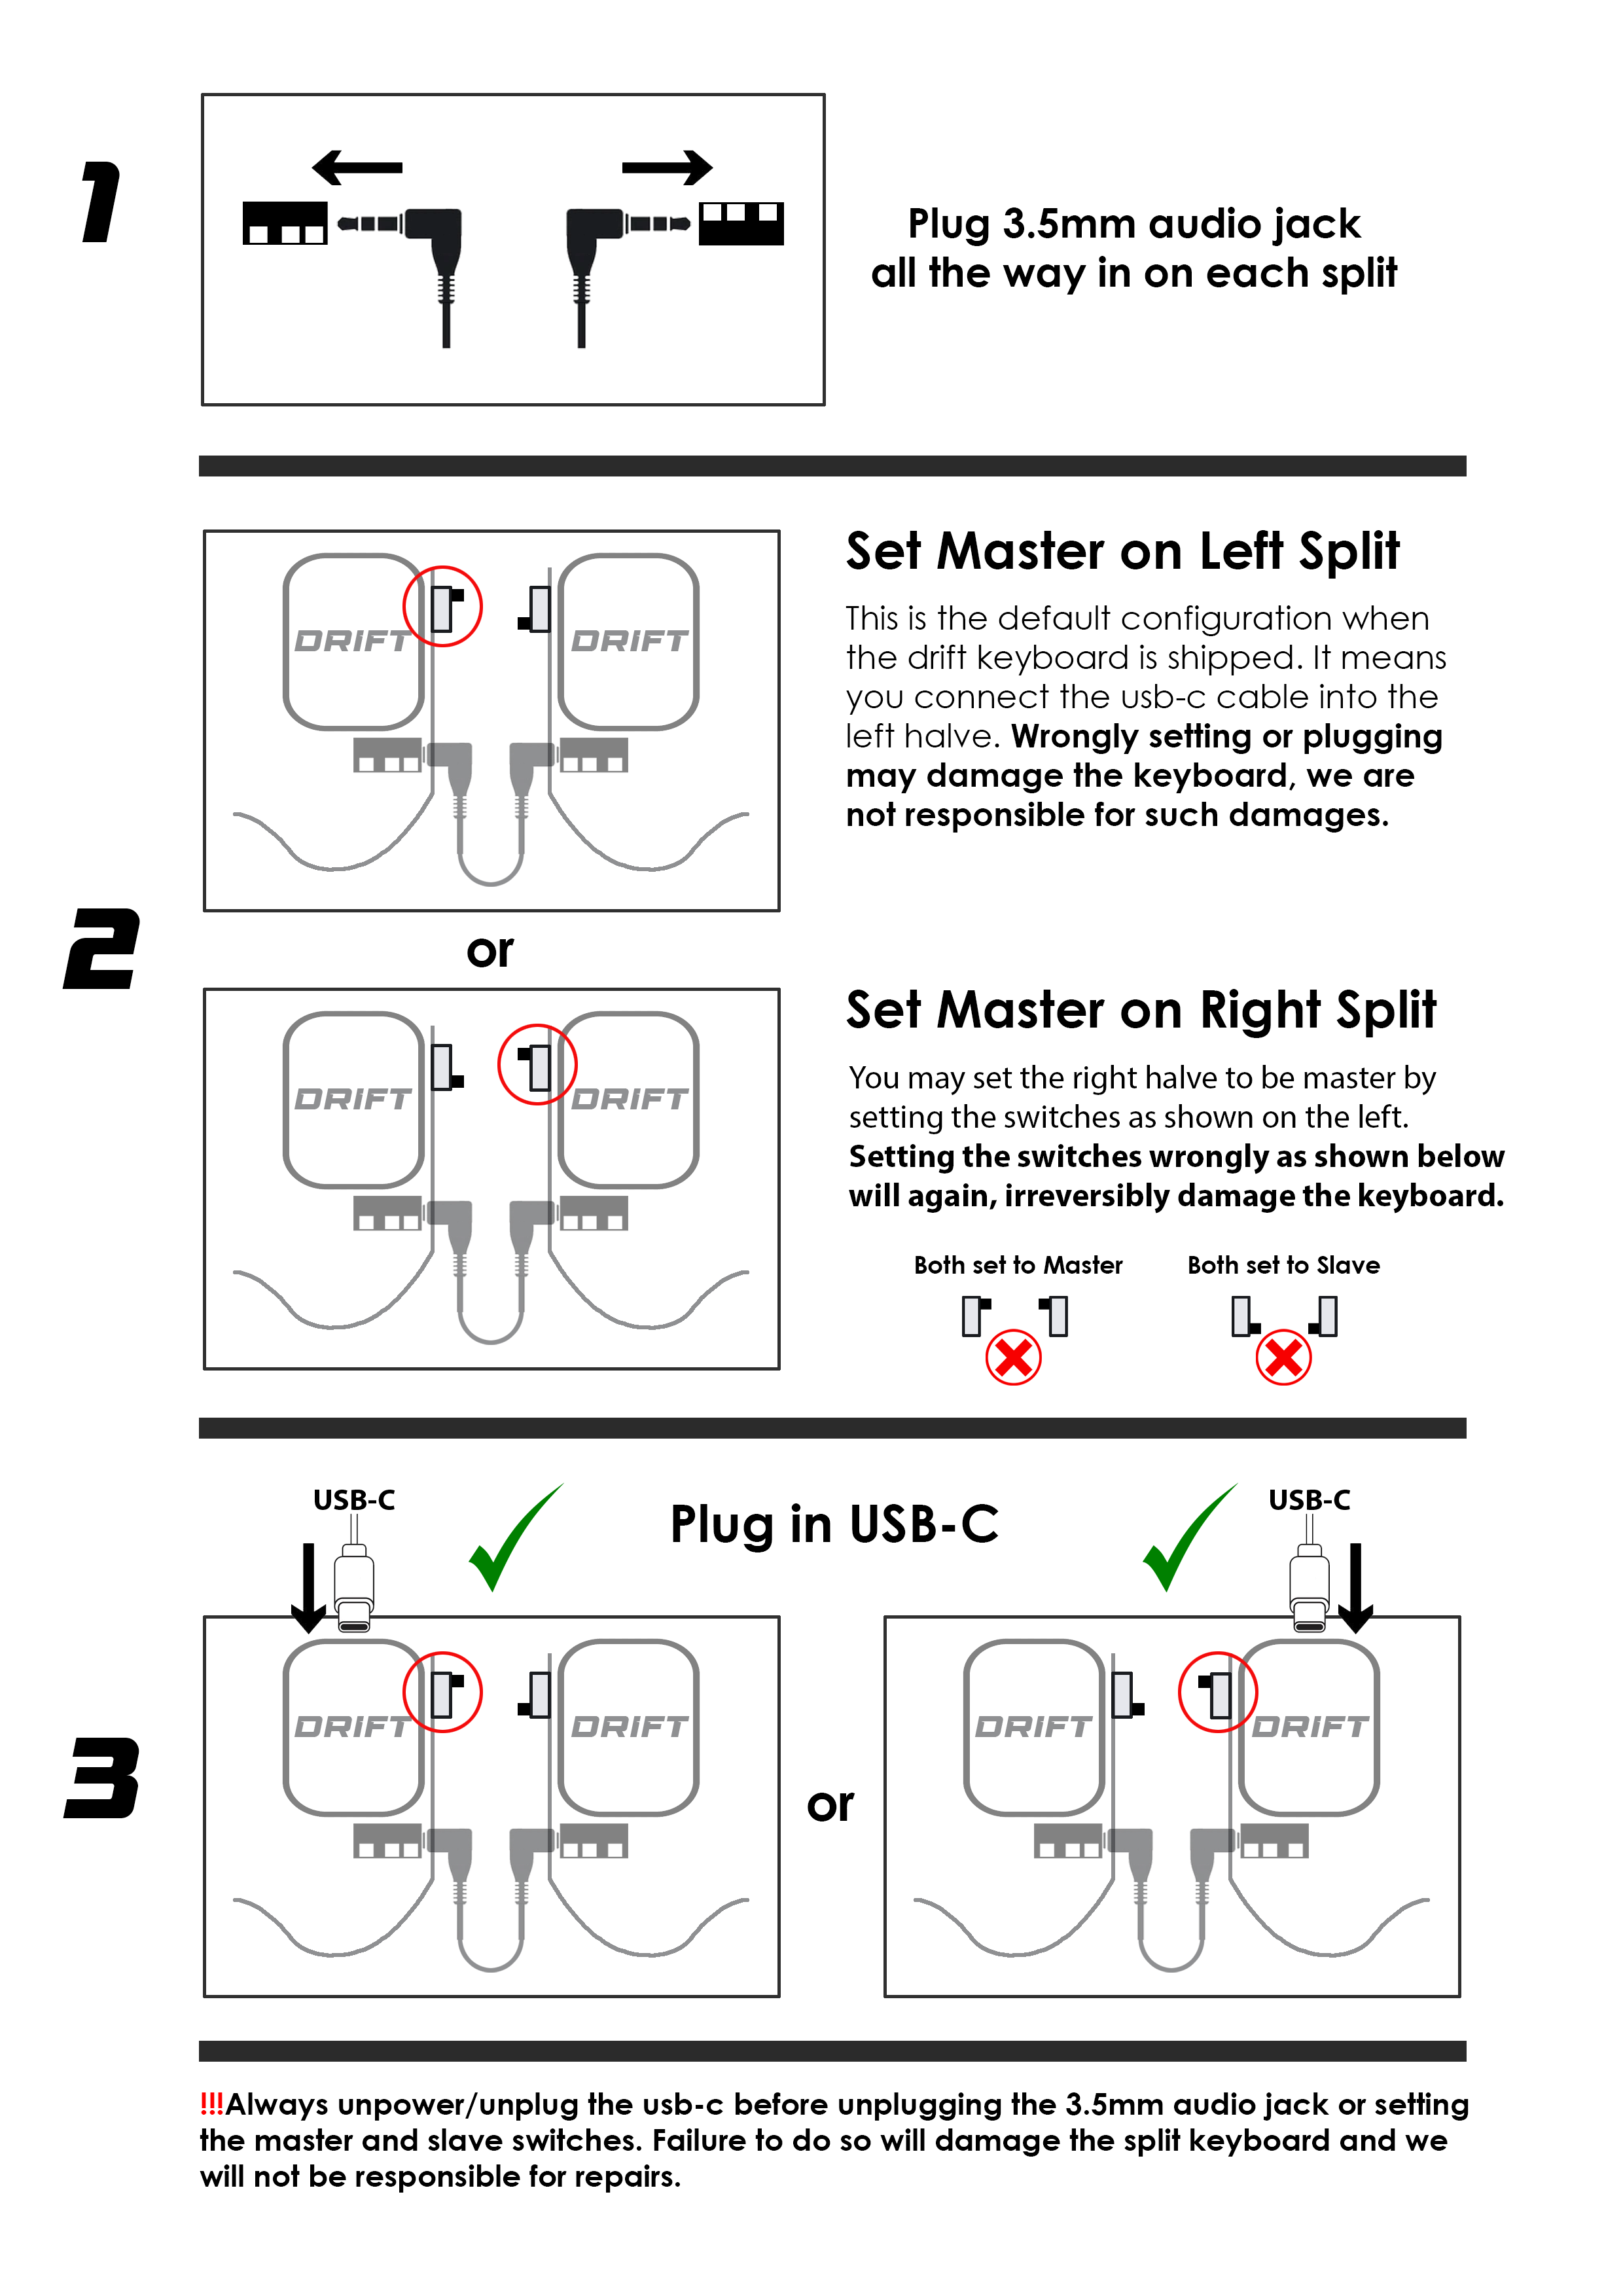 1
Plug 3.5mm audio jack
all the way in on each split
2
DRIFT DRIFT
Set Master on Left Split
This is the default configuration when
the drift keyboard is shipped. It means
you connect the usb-c cable into the
left halve. Wrongly setting or plugging
may damage the keyboard, we are
not responsible for such damages.
or
DRIFT DRIFT
Set Master on Right Split
You may set the right halve to be master by
setting the switches as shown on the left.
Setting the switches wrongly as shown below
will again, irreversibly damage the keyboard.
Both set to Master Both set to Slave
3
USB-C Plug in USB-C USB-C
DRIFT DRIFT
or
DRIFT DRIFT
!!!Always unpower/unplug the usb-c before unplugging the 3.5mm audio jack or setting
the master and slave switches. Failure to do so will damage the split keyboard and we
will not be responsible for repairs.